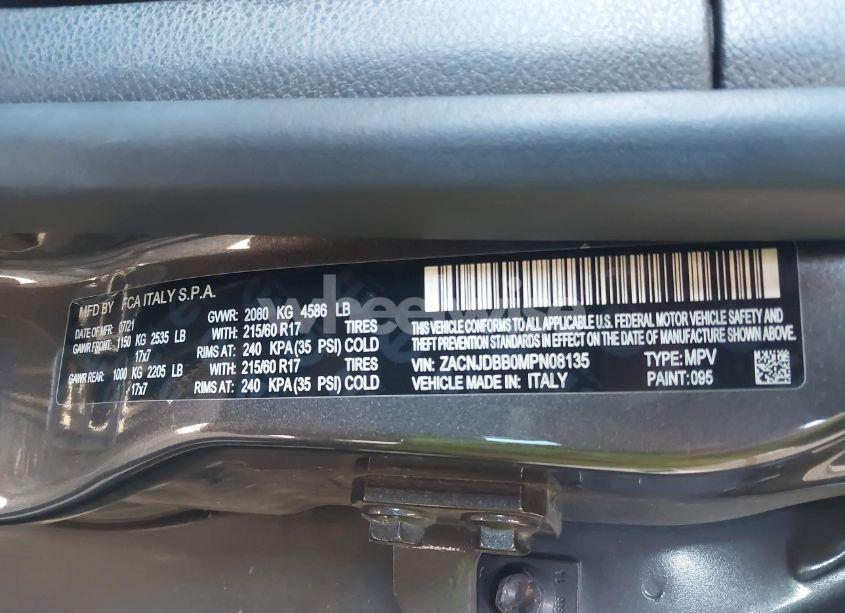 MFD BY FCA ITALY S.P.A.
DATE OF MFR: 07/21 GVWR: 2080 KG 4586 LB
GAWR FRONT: 1150 KG 2535 LB WITH: 215/60 R17 TIRES
17x7 RIMS AT: 240 KPA (35 PSI) COLD
GAWR REAR: 1000 KG 2205 LB WITH: 215/60 R17 TIRES
17x7 RIMS AT: 240 KPA (35 PSI) COLD
THIS VEHICLE CONFORMS TO ALL APPLICABLE U.S. FEDERAL MOTOR VEHICLE SAFETY AND
THEFT PREVENTION STANDARDS IN EFFECT ON THE DATE OF MANUFACTURE SHOWN ABOVE.
VIN: ZACNJDBB0MPN08135 TYPE: MPV
VEHICLE MADE IN: ITALY PAINT: 095
wheelwise